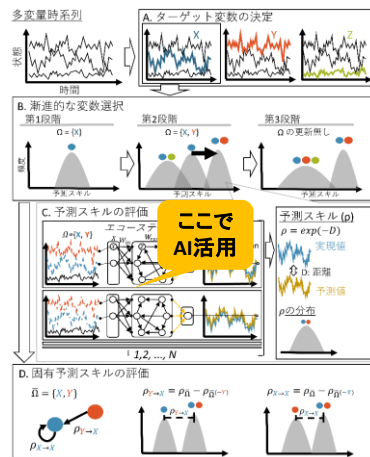 多変量時系列
A. ターゲット変数の決定
状態
時間
X
Y
Z
B. 漸進的な変数選択
第1段階
第2段階
第3段階
Ω = {X}
Ω = {X, Y}
Ω の更新無し
頻度
予測スキル
予測スキル
予測スキル
C. 予測スキルの評価
Ω={X, Y}
ここで
AI活用
1,2, ..., N
予測スキル (ρ)
ρ = exp(−D)
実現値
D: 距離
予測値
ρの分布
D. 固有予測スキルの評価
Ω̄ = {X, Y}
ρY→X
ρX→X
ρY→X = ρΩ̄ − ρΩ̄(−Y)
ρY→X
ρX→X = ρΩ̄ − ρΩ̄(−X)
ρX→X